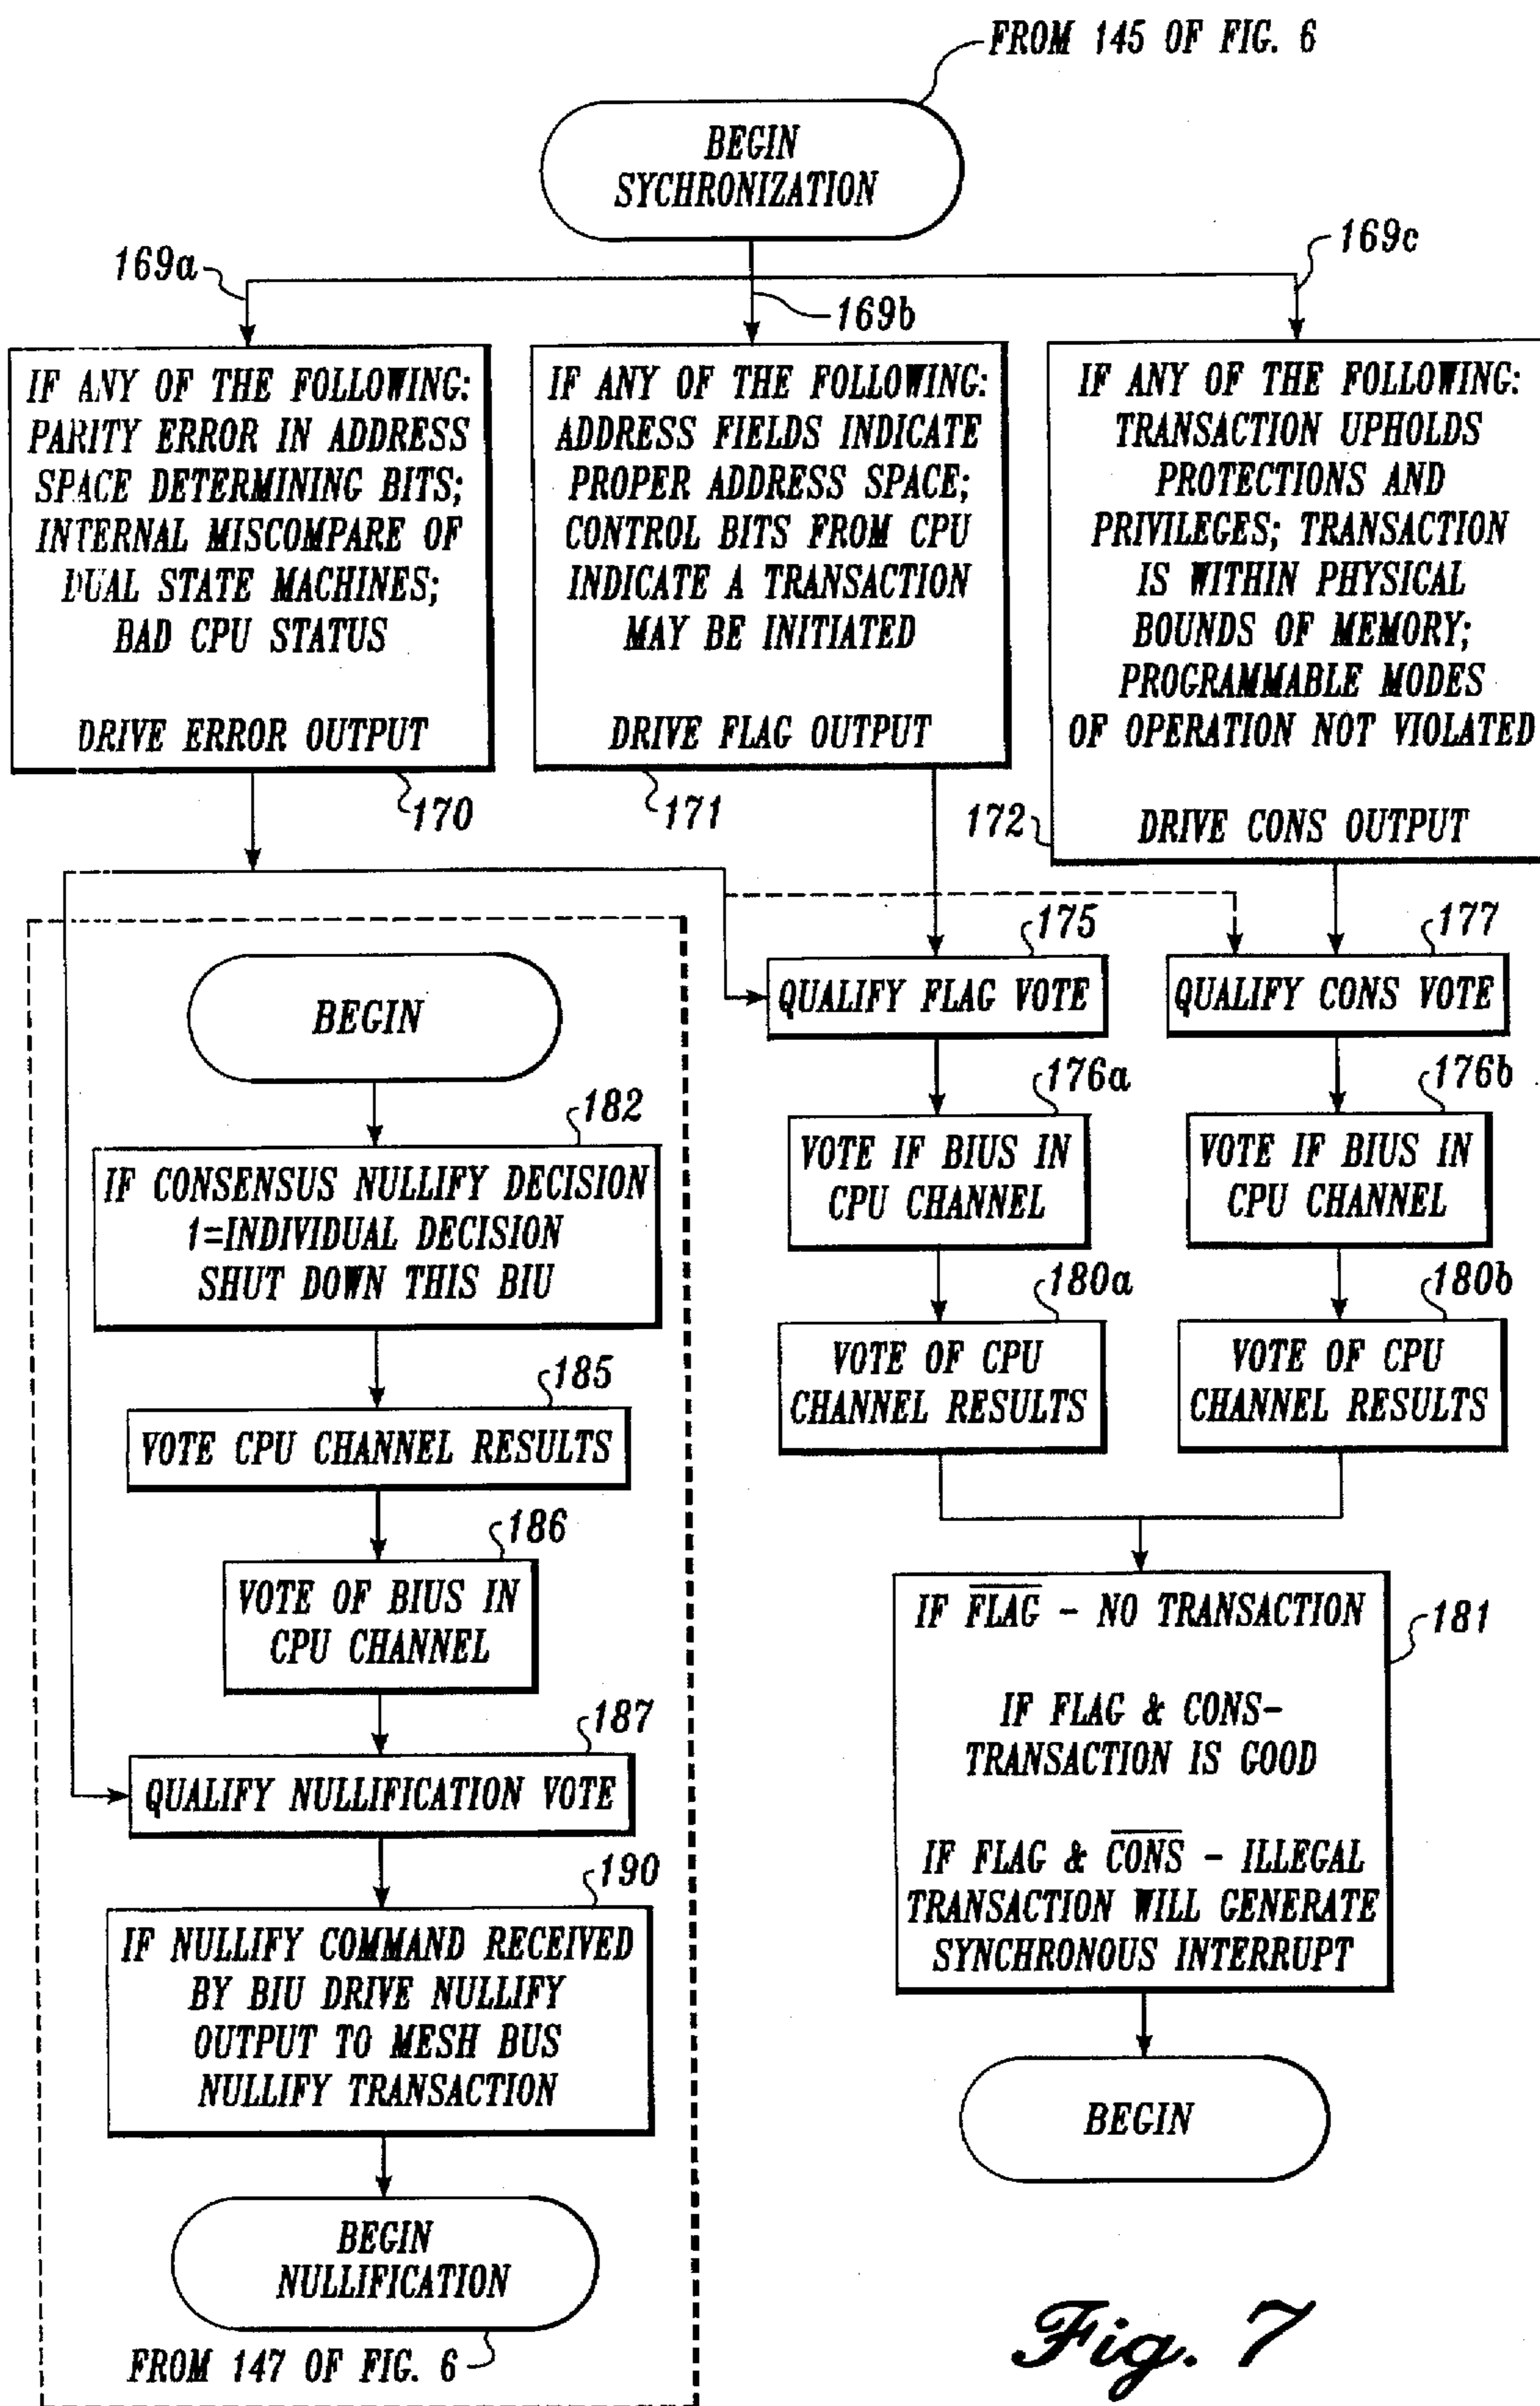 FROM 145 OF FIG. 6
BEGIN
SYCHRONIZATION
169a
169b
169c
IF ANY OF THE FOLLOWING:
PARITY ERROR IN ADDRESS
SPACE DETERMINING BITS;
INTERNAL MISCOMPARE OF
DUAL STATE MACHINES;
BAD CPU STATUS
DRIVE ERROR OUTPUT
170
IF ANY OF THE FOLLOWING:
ADDRESS FIELDS INDICATE
PROPER ADDRESS SPACE;
CONTROL BITS FROM CPU
INDICATE A TRANSACTION
MAY BE INITIATED
DRIVE FLAG OUTPUT
171
IF ANY OF THE FOLLOWING:
TRANSACTION UPHOLDS
PROTECTIONS AND
PRIVILEGES; TRANSACTION
IS WITHIN PHYSICAL
BOUNDS OF MEMORY;
PROGRAMMABLE MODES
OF OPERATION NOT VIOLATED
DRIVE CONS OUTPUT
172
BEGIN
182
IF CONSENSUS NULLIFY DECISION
1=INDIVIDUAL DECISION
SHUT DOWN THIS BIU
185
VOTE CPU CHANNEL RESULTS
186
VOTE OF BIUS IN
CPU CHANNEL
187
QUALIFY NULLIFICATION VOTE
190
IF NULLIFY COMMAND RECEIVED
BY BIU DRIVE NULLIFY
OUTPUT TO MESH BUS
NULLIFY TRANSACTION
BEGIN
NULLIFICATION
FROM 147 OF FIG. 6
175
QUALIFY FLAG VOTE
176a
VOTE IF BIUS IN
CPU CHANNEL
180a
VOTE OF CPU
CHANNEL RESULTS
177
QUALIFY CONS VOTE
176b
VOTE IF BIUS IN
CPU CHANNEL
180b
VOTE OF CPU
CHANNEL RESULTS
IF F̅L̅A̅G̅ - NO TRANSACTION
IF FLAG & CONS-
TRANSACTION IS GOOD
IF FLAG & C̅O̅N̅S̅ - ILLEGAL
TRANSACTION WILL GENERATE
SYNCHRONOUS INTERRUPT
181
BEGIN
Fig. 7